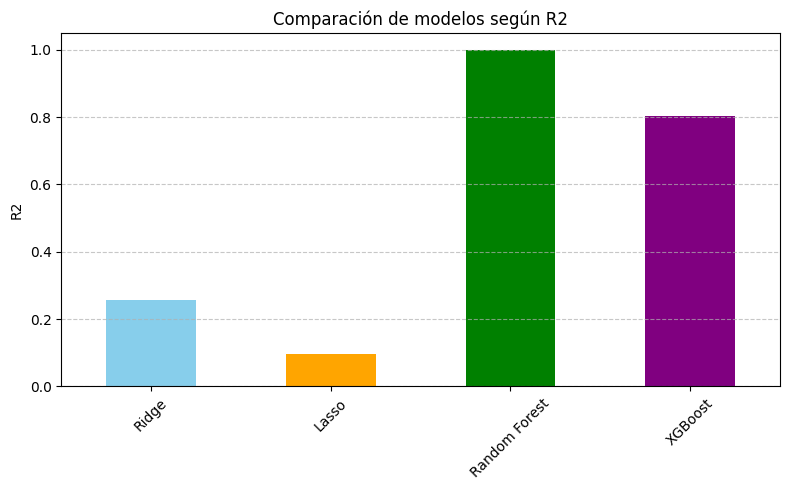 Comparación de modelos según R2
1.0
0.8
0.6
0.4
0.2
0.0
R2
Ridge
Lasso
Random Forest
XGBoost